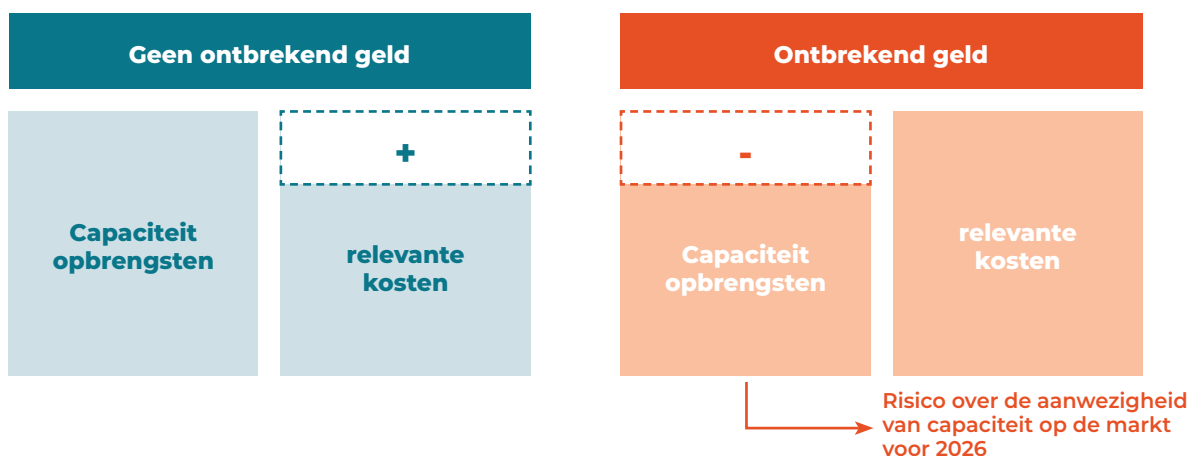 Geen ontbrekend geld
Capaciteit
opbrengsten
+
relevante
kosten
Ontbrekend geld
-
Capaciteit
opbrengsten
relevante
kosten
Risico over de aanwezigheid
van capaciteit op de markt
voor 2026